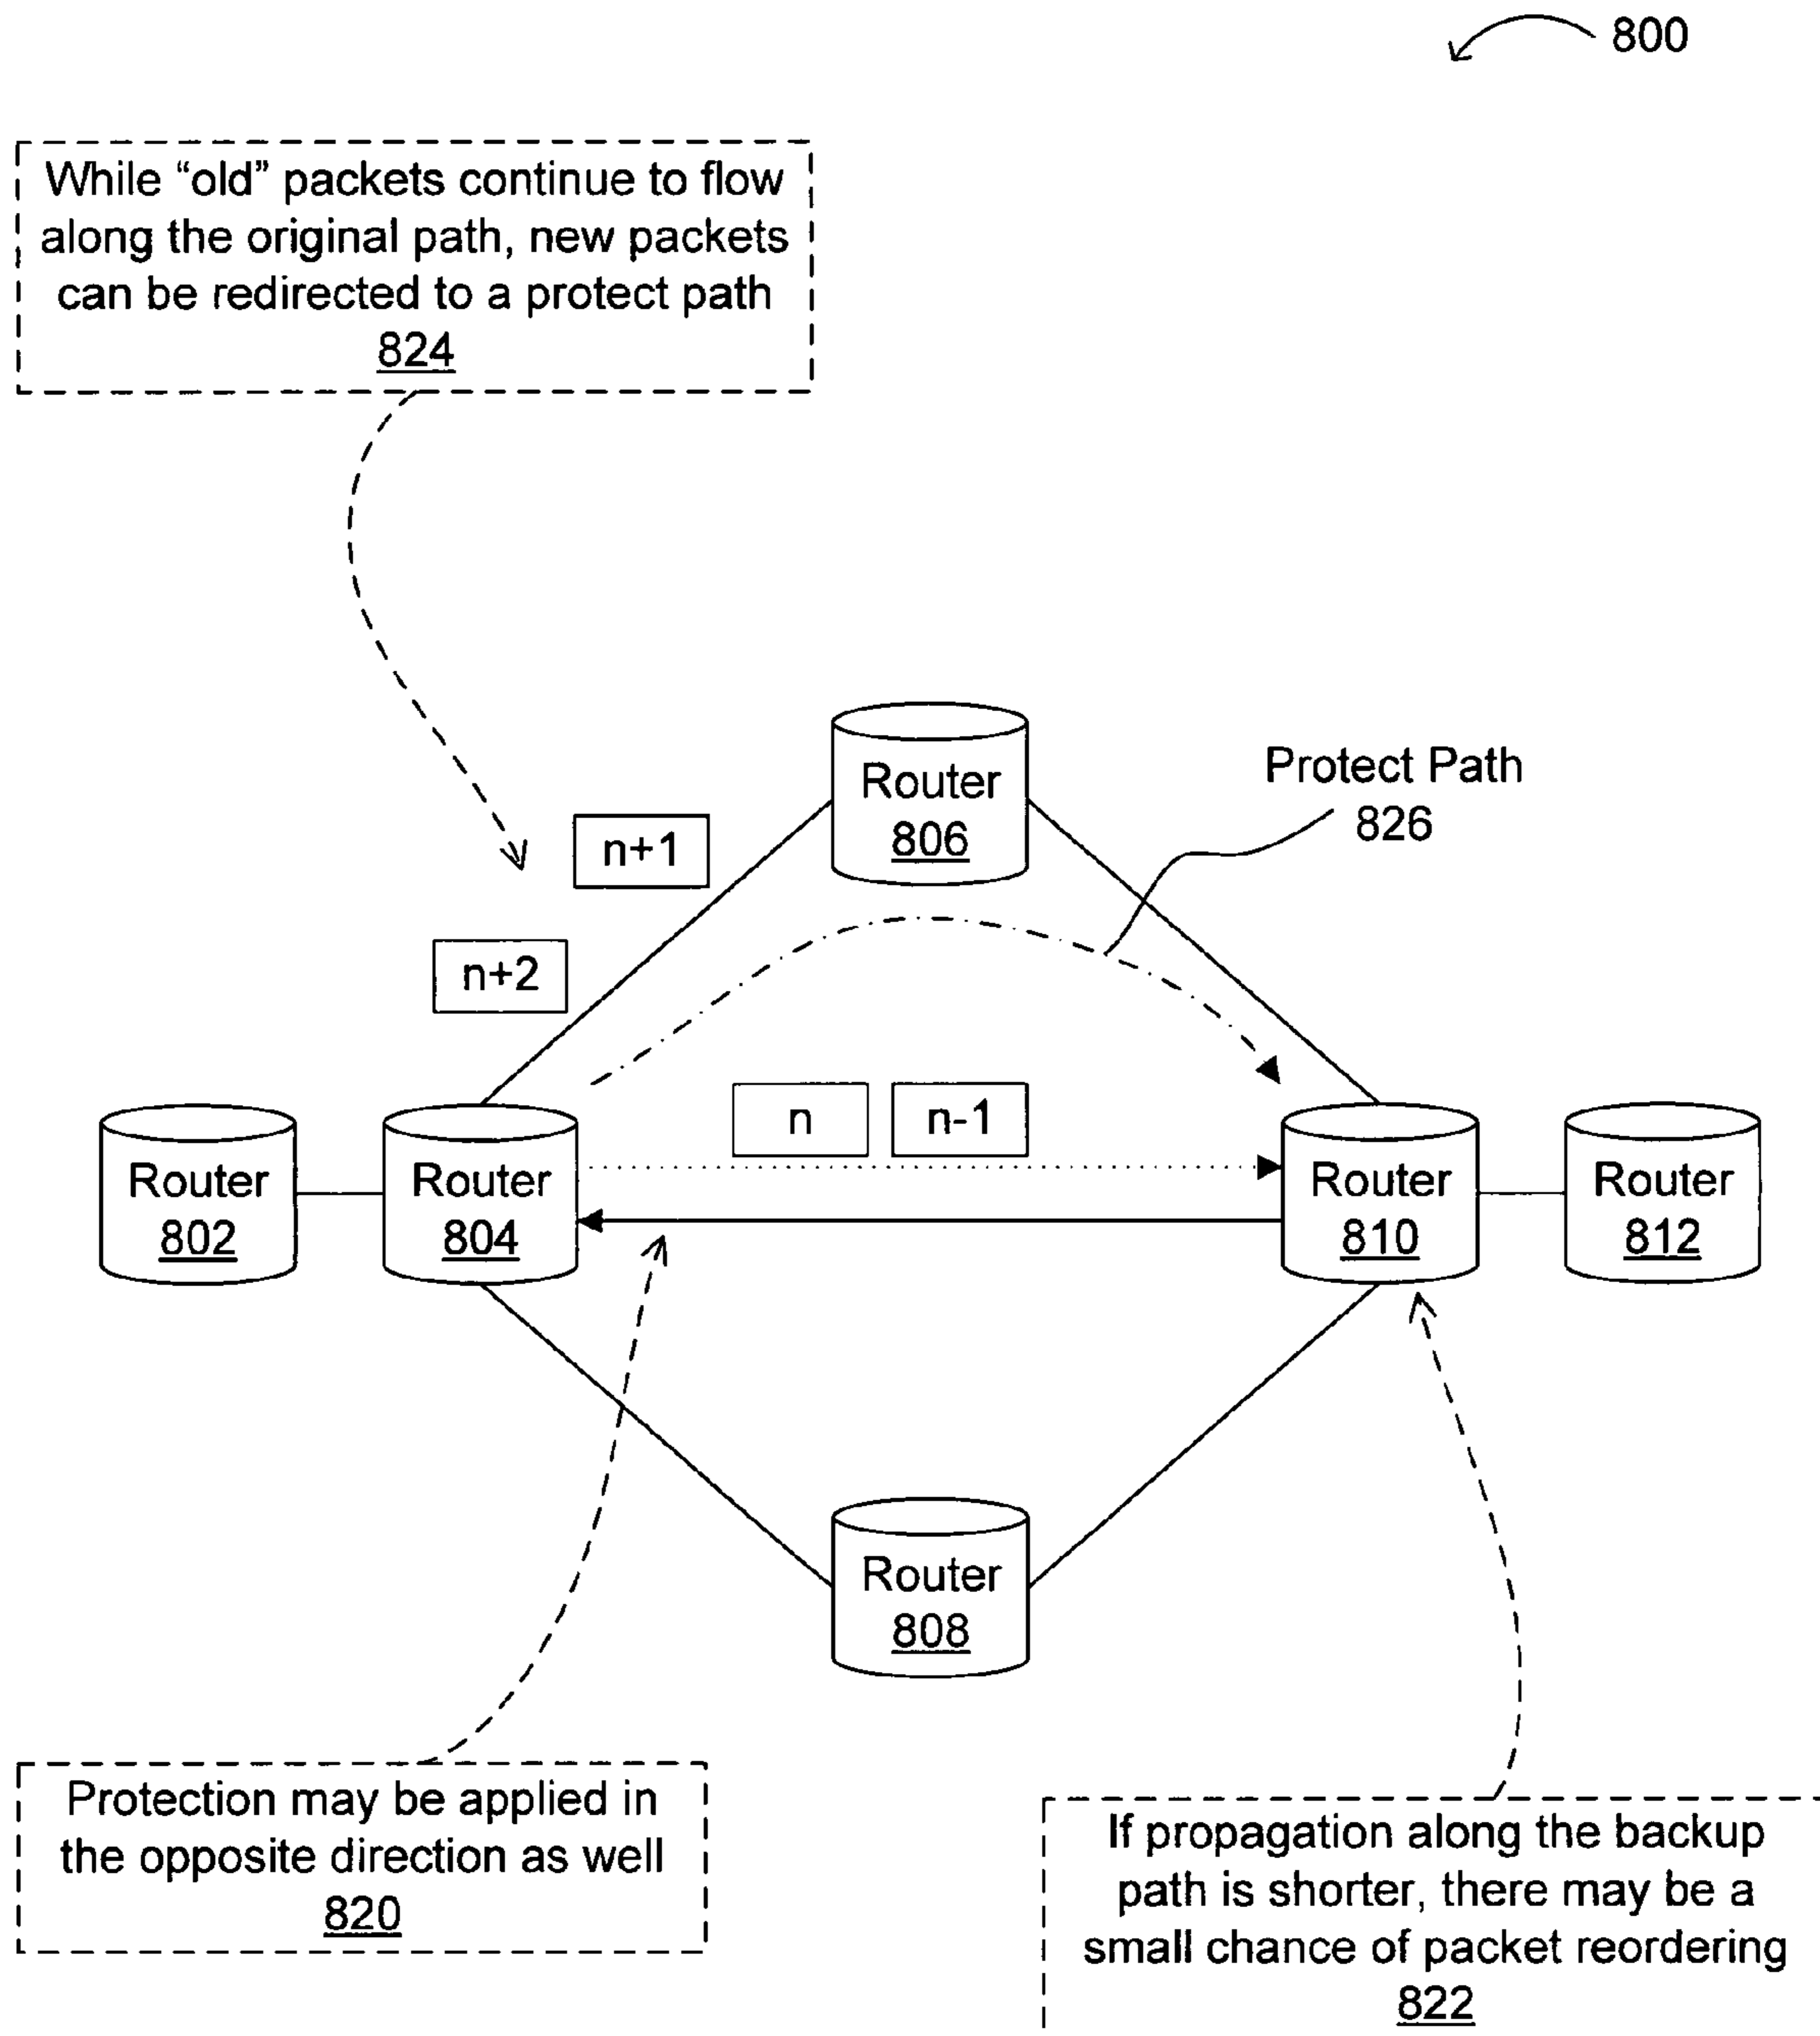 800
While “old” packets continue to flow
along the original path, new packets
can be redirected to a protect path
824
Router
806
Protect Path
826
n+1
n+2
n
n-1
Router
802
Router
804
Router
810
Router
812
Router
808
Protection may be applied in
the opposite direction as well
820
If propagation along the backup
path is shorter, there may be a
small chance of packet reordering
822